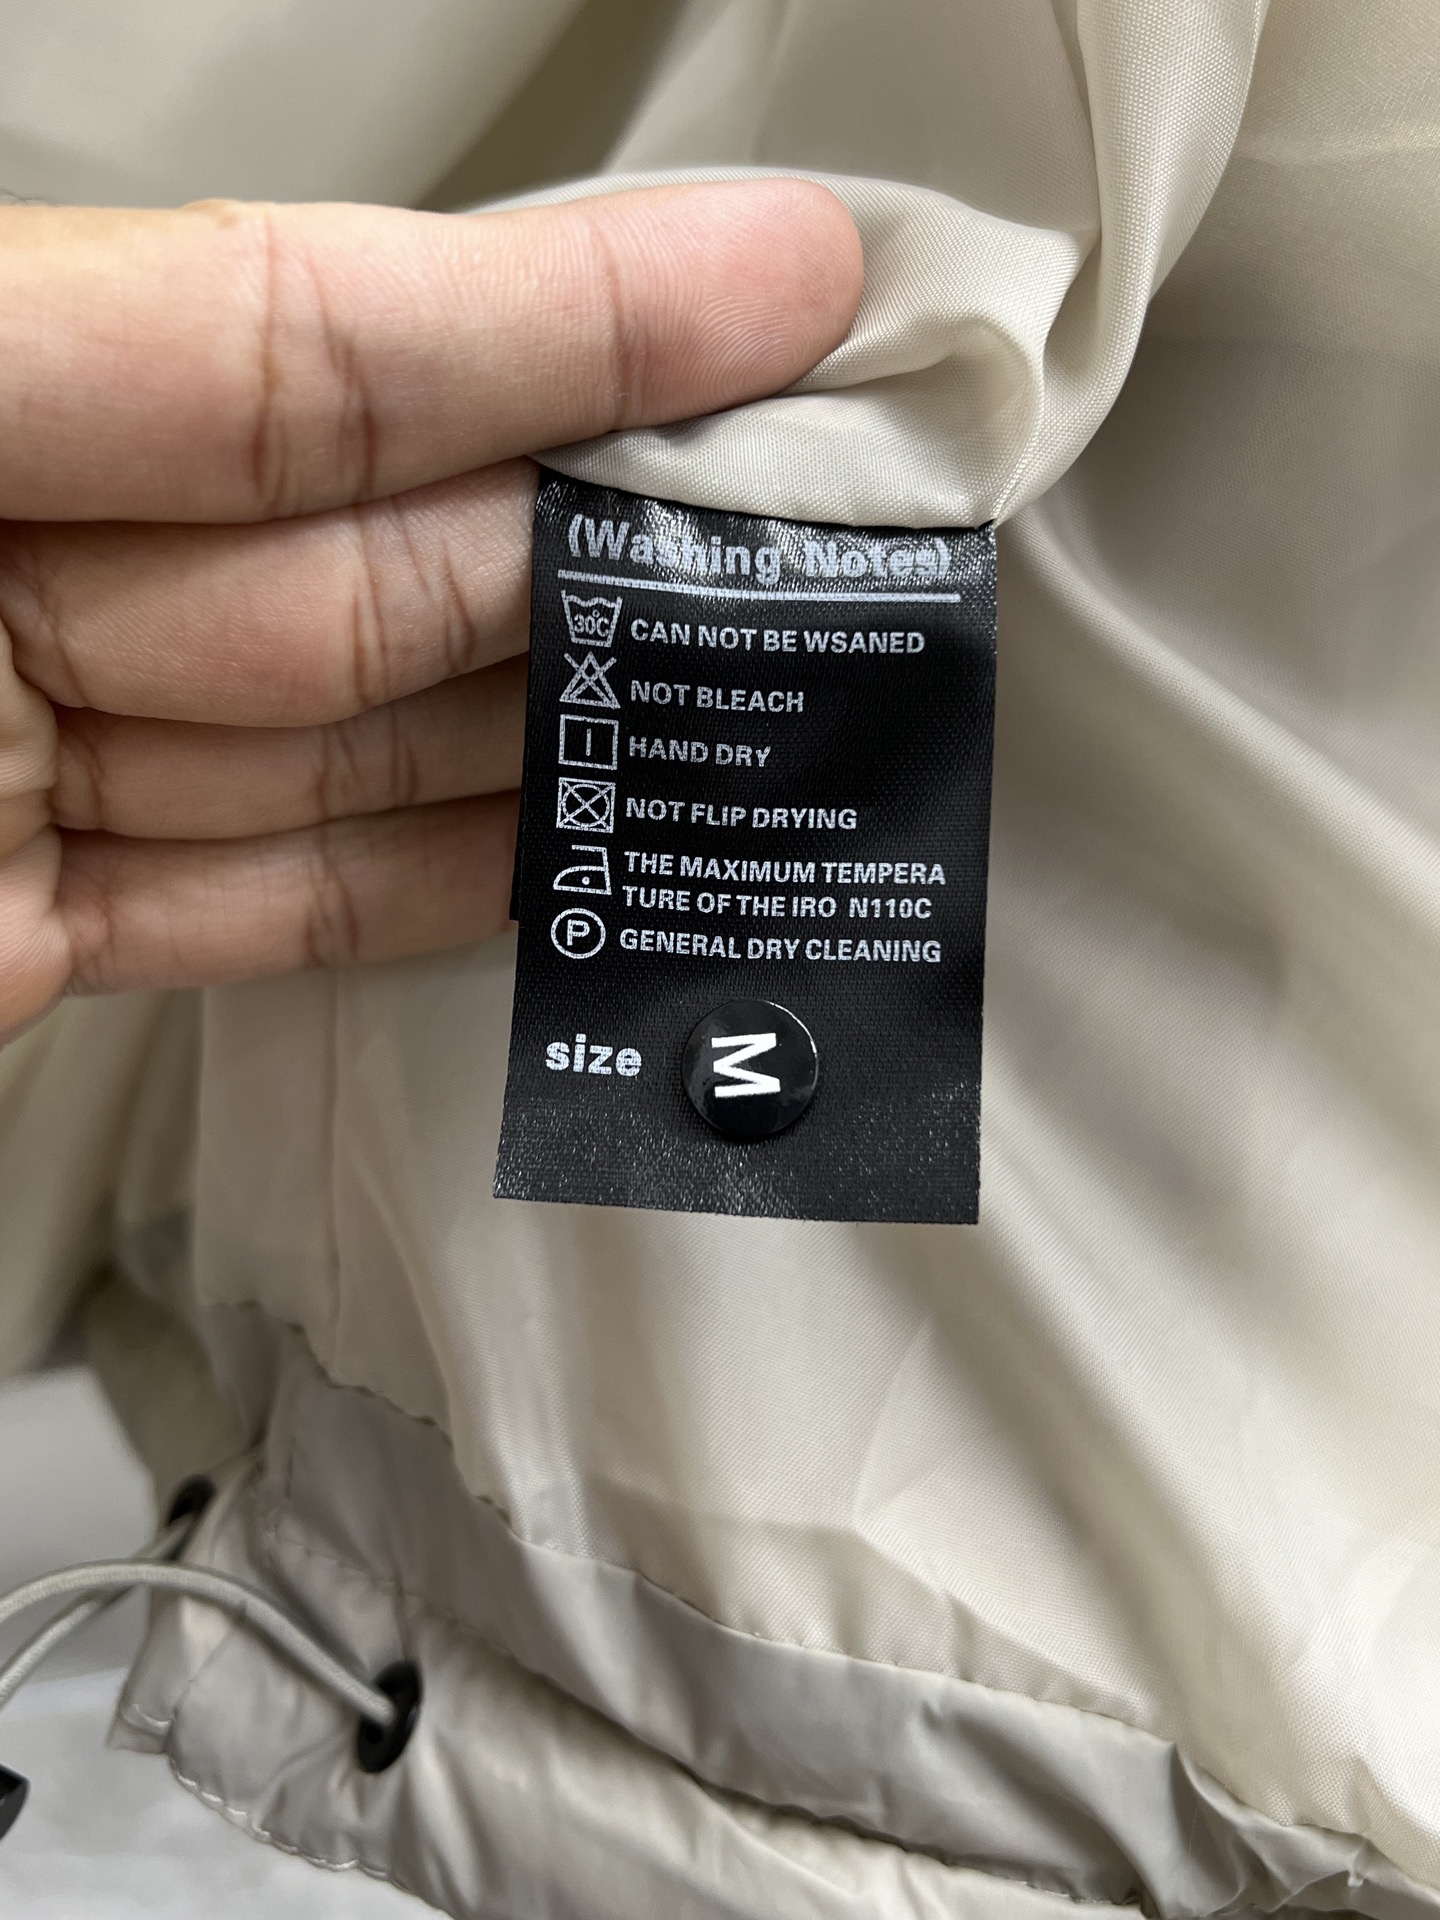 (Washing Notes)
30°C CAN NOT BE WSANED
NOT BLEACH
HAND DRY
NOT FLIP DRYING
THE MAXIMUM TEMPERA
TURE OF THE IRO N110C
P GENERAL DRY CLEANING
size M